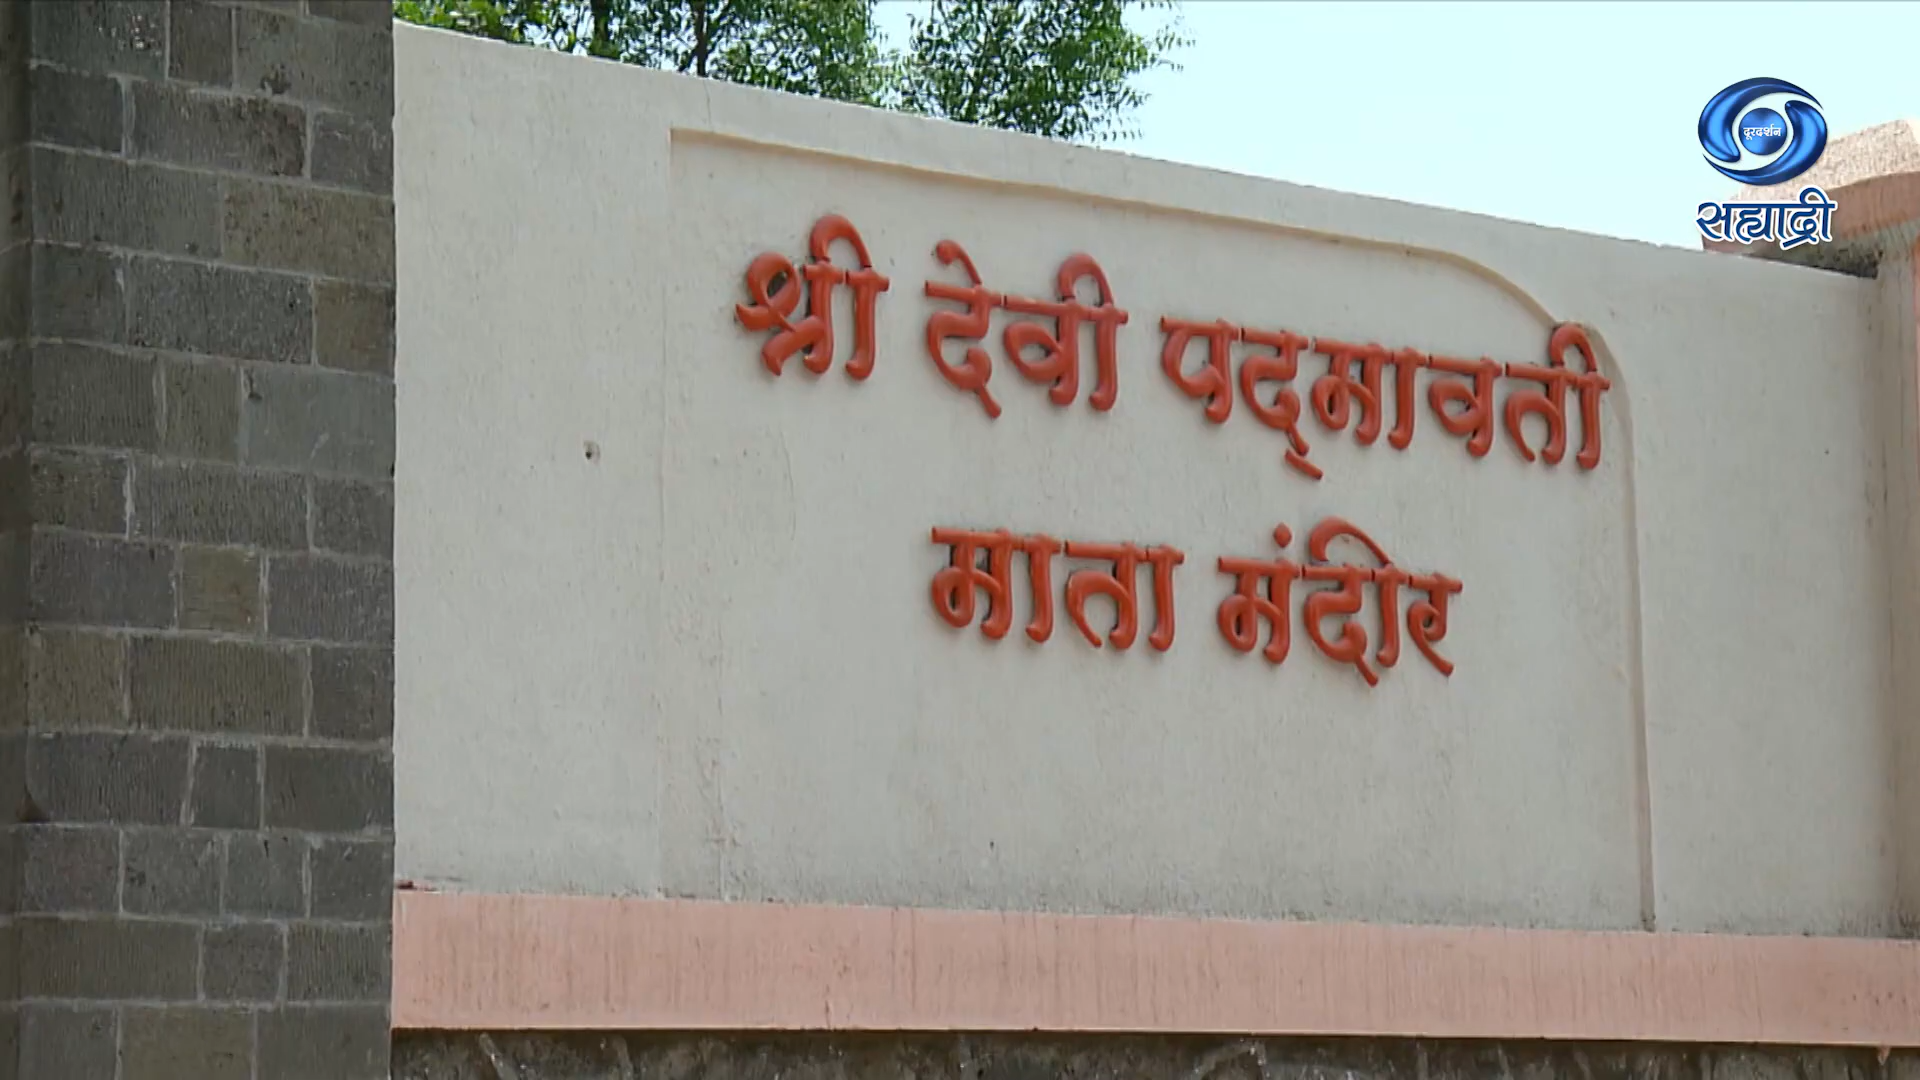 दूरदर्शन
सह्याद्री
श्री देवी पद्‌मावती
माता मंदीर